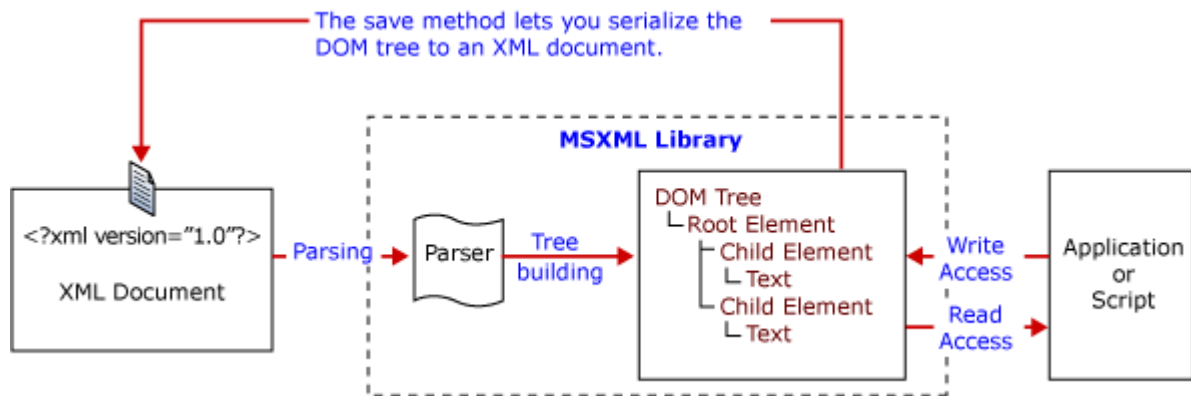 The save method lets you serialize the
DOM tree to an XML document.
MSXML Library
<?xml version="1.0"?>
XML Document
Parsing
Parser
Tree
building
DOM Tree
Root Element
Child Element
Text
Child Element
Text
Write
Access
Read
Access
Application
or
Script